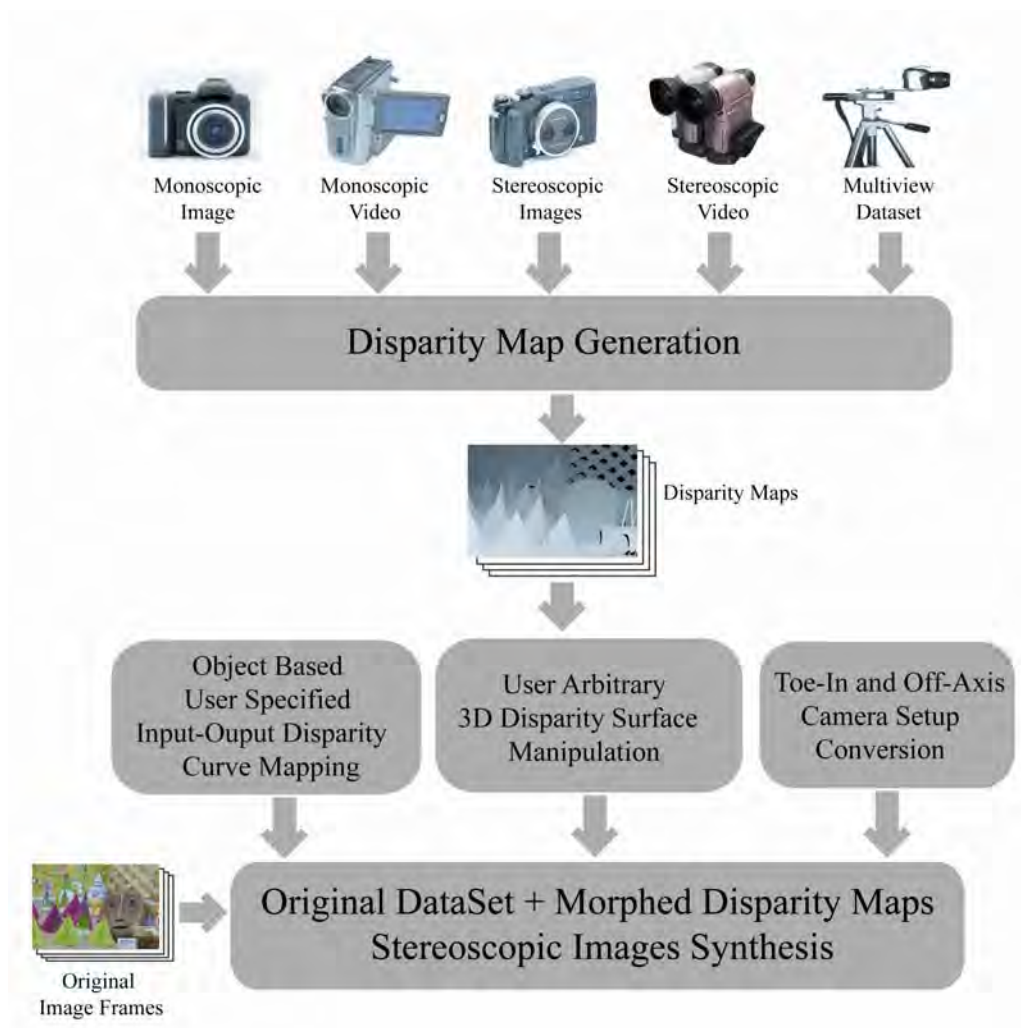 Monoscopic
Image
Monoscopic
Video
Stereoscopic
Images
Stereoscopic
Video
Multiview
Dataset
Disparity Map Generation
Disparity Maps
Object Based
User Specified
Input-Ouput Disparity
Curve Mapping
User Arbitrary
3D Disparity Surface
Manipulation
Toe-In and Off-Axis
Camera Setup
Conversion
Original DataSet + Morphed Disparity Maps
Stereoscopic Images Synthesis
Original
Image Frames